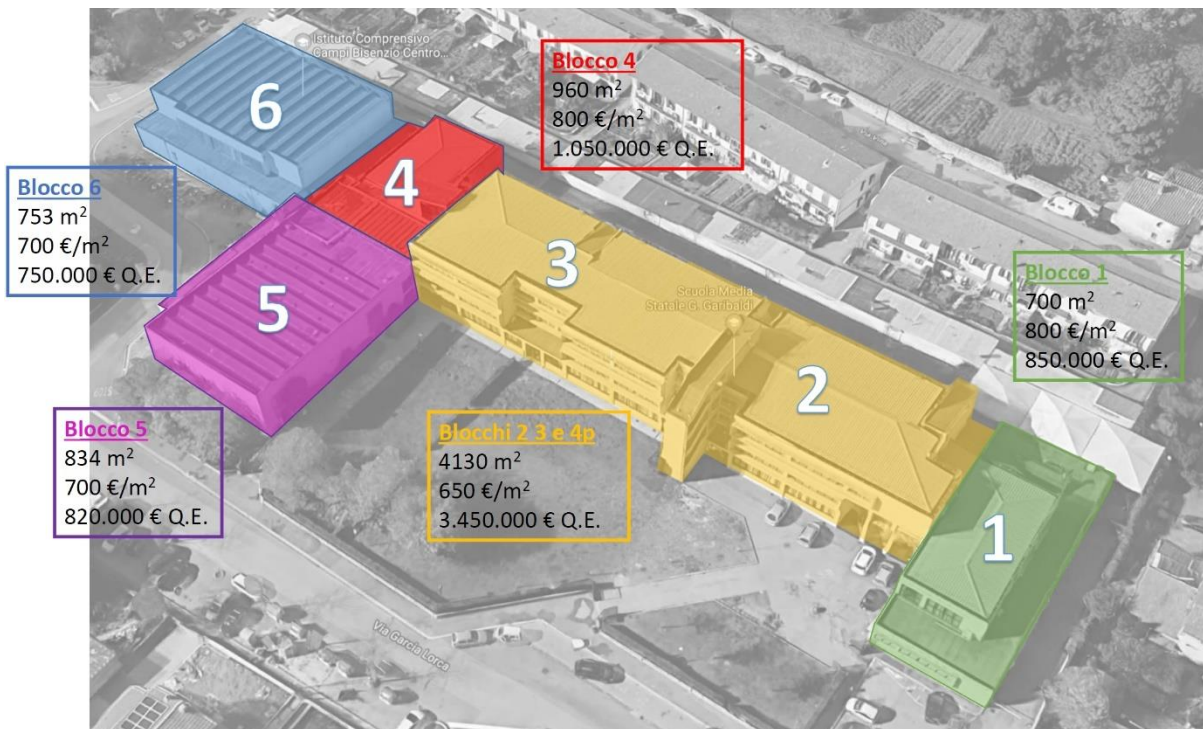 Istituto Comprensivo
Campi Bisenzio Centro...
6
Blocco 4
960 m²
800 €/m²
1.050.000 € Q.E.
4
Blocco 6
753 m²
700 €/m²
750.000 € Q.E.
3
5
Scuola Media
Statale G. Garibaldi
Blocco 1
700 m²
800 €/m²
850.000 € Q.E.
2
Blocco 5
834 m²
700 €/m²
820.000 € Q.E.
Blocchi 2 3 e 4p
4130 m²
650 €/m²
3.450.000 € Q.E.
1
Via Garcia Lorca